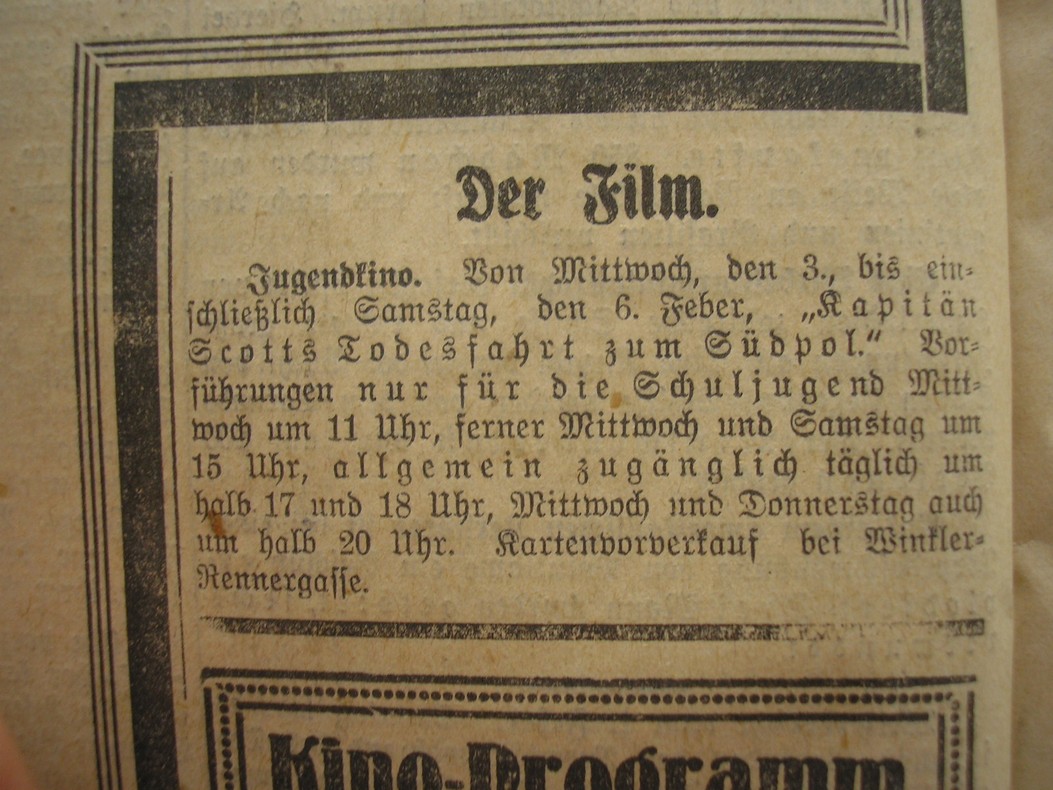 Der Film.
Jugendkino. Von Mittwoch, den 3., bis ein-
schließlich Samstag, den 6. Feber, „Kapitän
Scotts Todesfahrt zum Südpol.“ Vor-
führungen nur für die Schuljugend Mitt-
woch um 11 Uhr, ferner Mittwoch und Samstag um
15 Uhr, allgemein zugänglich täglich um
halb 17 und 18 Uhr, Mittwoch und Donnerstag auch
um halb 20 Uhr. Kartenvorverkauf bei Winkler-
Rennergasse.
Kino-Programm